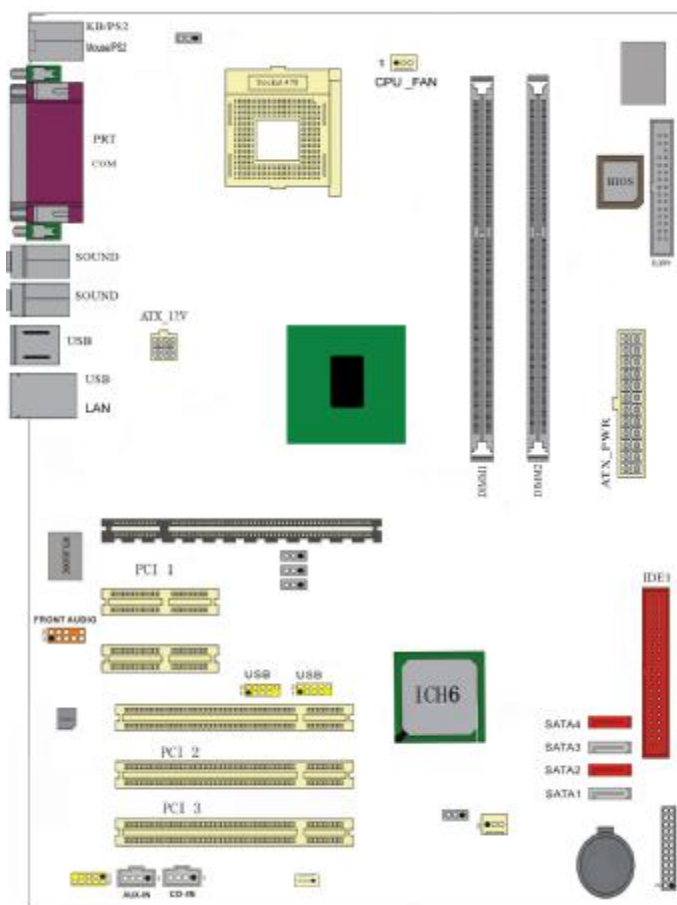 KB/PS2
Mouse/PS2
1
CPU _FAN
Socket 478
PRT
COM
BIOS
SOUND
SOUND
ATX_12V
USB
USB
LAN
ATX_PWR
DIMM1
DIMM2
PCI 1
IDE1
FRONT AUDIO
USB
USB
ICH6
SATA4
SATA3
SATA2
SATA1
PCI 2
PCI 3
AUX-IN
CD-IN